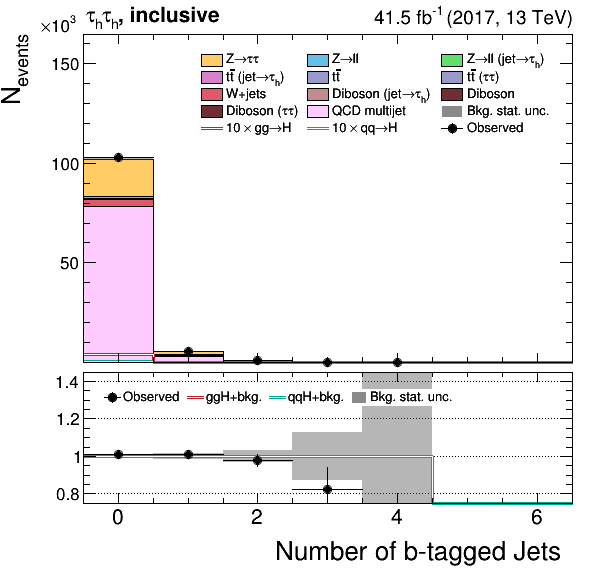 ×10³ τₕτₕ, inclusive 41.5 fb⁻¹ (2017, 13 TeV)
N_events
150
100
50
Z→ττ Z→ll Z→ll (jet→τₕ)
tt̄ (jet→τₕ) tt̄ tt̄ (ττ)
W+jets Diboson (jet→τₕ) Diboson
Diboson (ττ) QCD multijet Bkg. stat. unc.
10 × gg→H 10 × qq→H Observed
1.4
1.2
1
0.8
Observed ggH+bkg. qqH+bkg. Bkg. stat. unc.
0 2 4 6
Number of b-tagged Jets